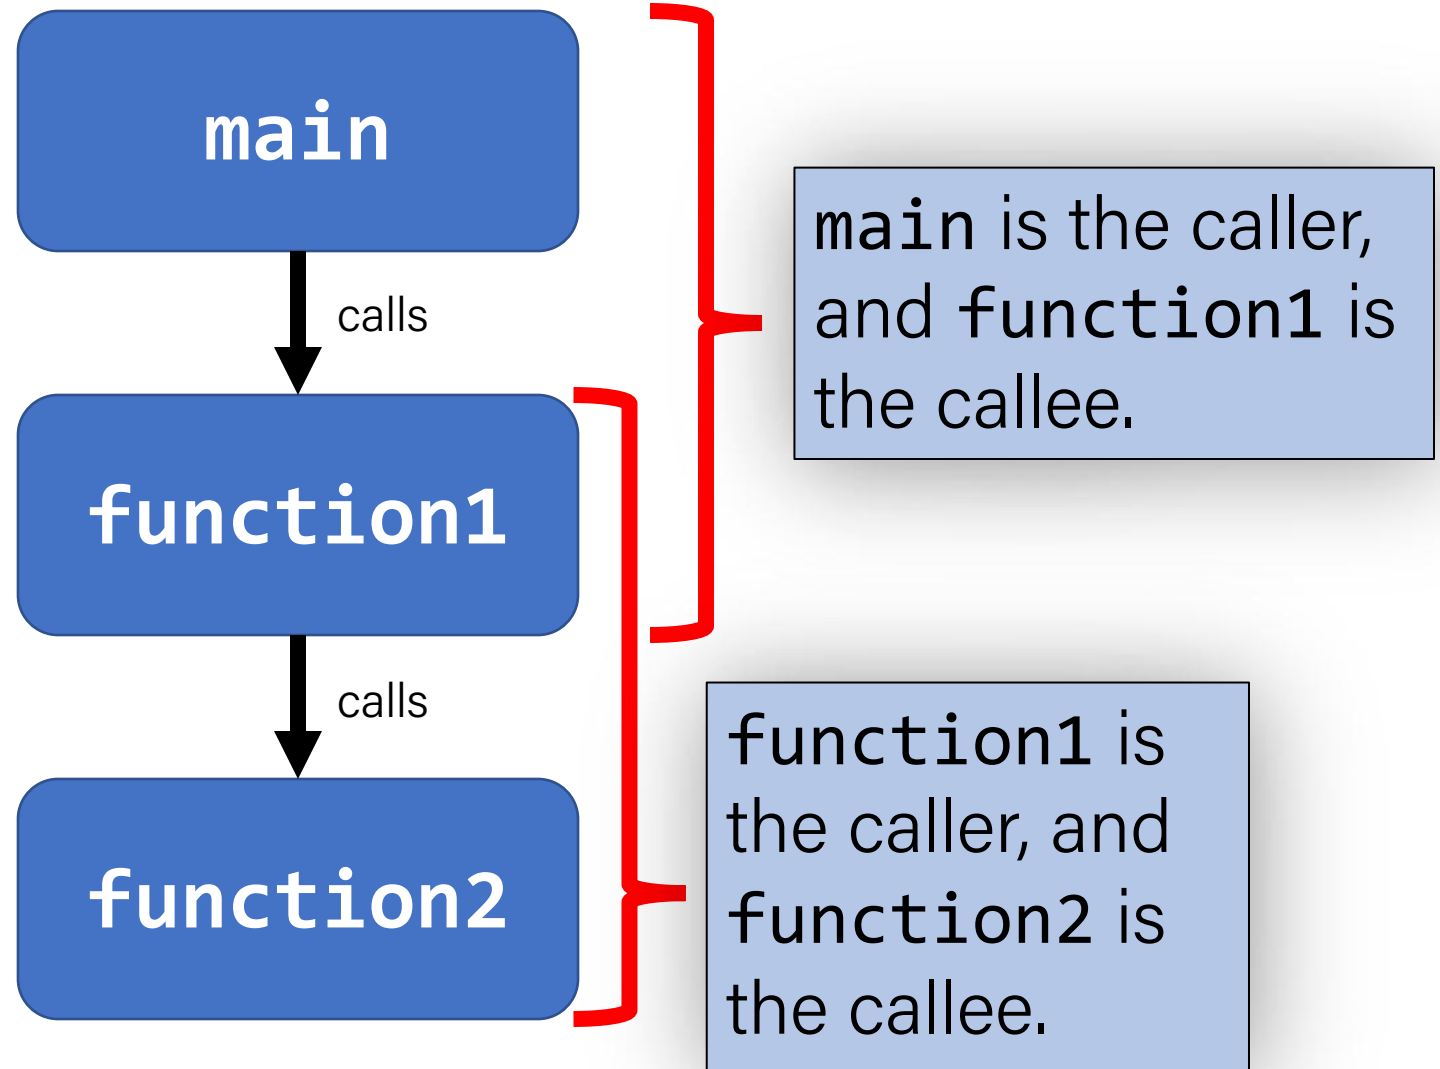 main
calls
function1
calls
function2
main is the caller,
and function1 is
the callee.
function1 is
the caller, and
function2 is
the callee.